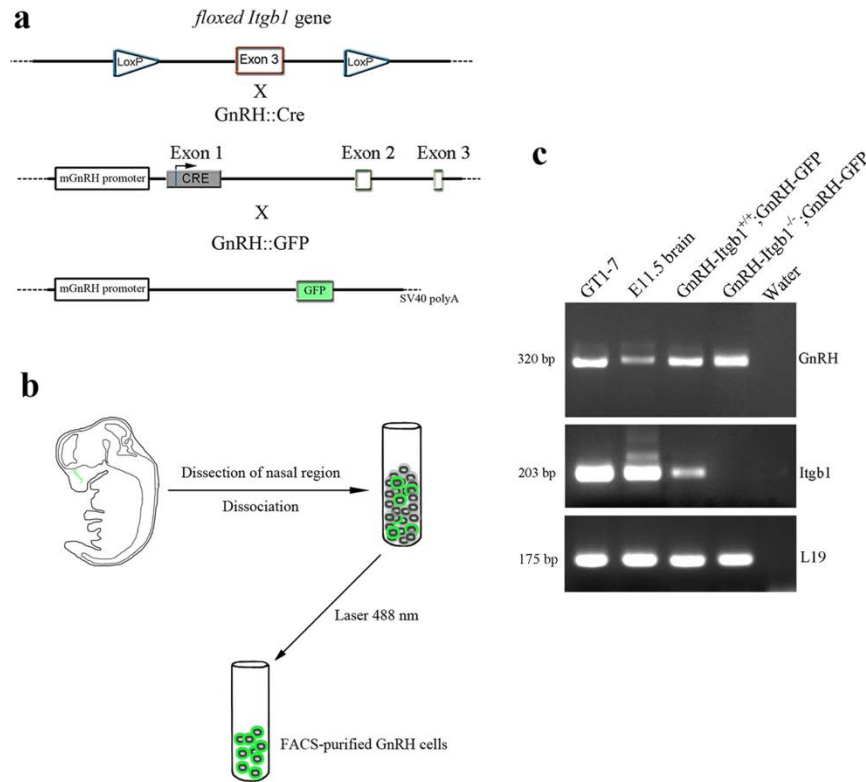 a
floxed Itgb1 gene
LoxP
Exon 3
LoxP
X
GnRH::Cre
Exon 1
Exon 2
Exon 3
mGnRH promoter
CRE
X
GnRH::GFP
mGnRH promoter
GFP
SV40 polyA
b
Dissection of nasal region
Dissociation
Laser 488 nm
FACS-purified GnRH cells
c
GT1-7
E11.5 brain
GnRH-Itgb1+/+;GnRH-GFP
GnRH-Itgb1-/-;GnRH-GFP
Water
320 bp
GnRH
203 bp
Itgb1
175 bp
L19